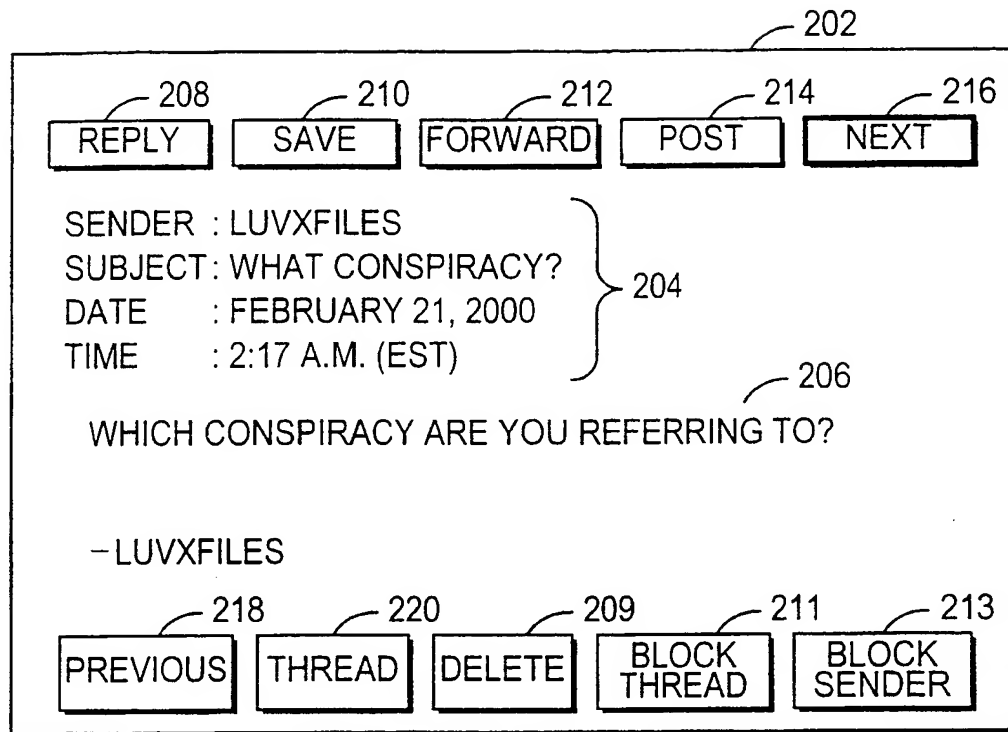 202
208 210 212 214 216
REPLY SAVE FORWARD POST NEXT
SENDER : LUVXFILES
SUBJECT : WHAT CONSPIRACY?
DATE : FEBRUARY 21, 2000
TIME : 2:17 A.M. (EST)
204
206
WHICH CONSPIRACY ARE YOU REFERRING TO?
–LUVXFILES
218 220 209 211 213
PREVIOUS THREAD DELETE BLOCK THREAD BLOCK SENDER